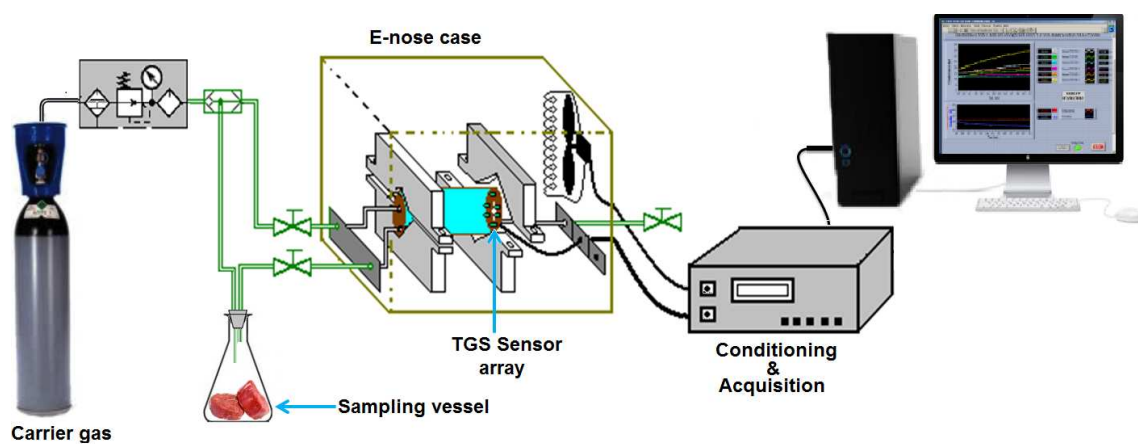 E-nose case
TGS Sensor
array
Conditioning
&
Acquisition
Sampling vessel
Carrier gas